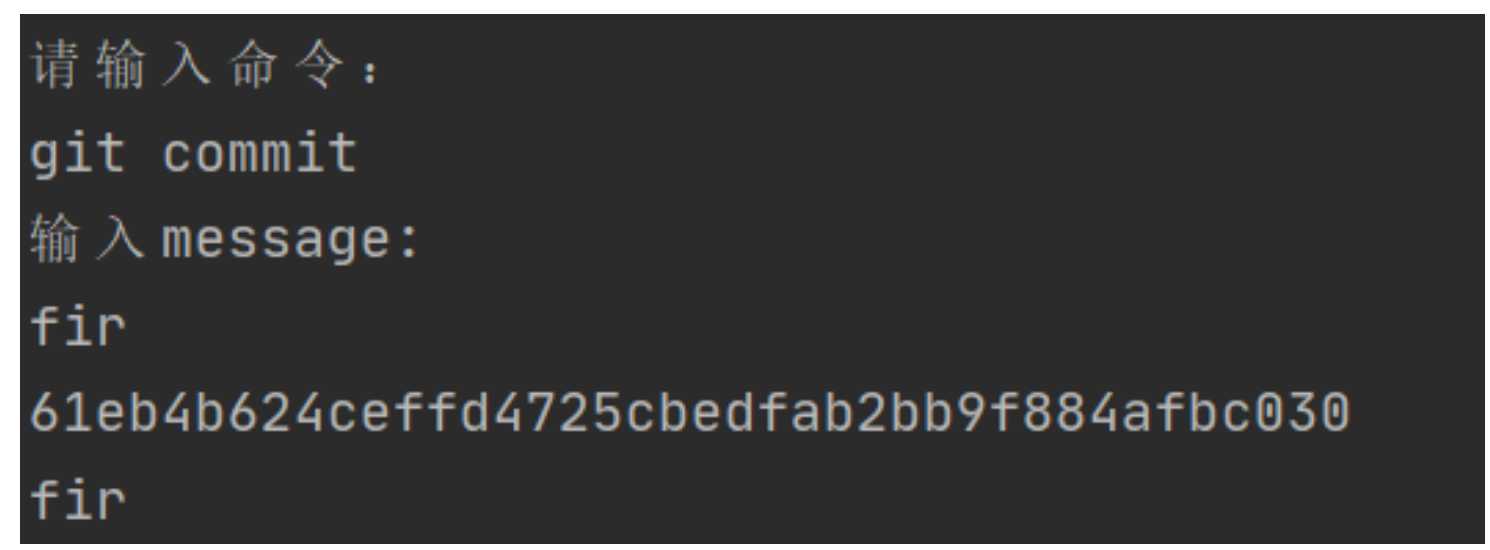 请输入命令：
git commit
输入message:
fir
61eb4b624ceffd4725cbedfab2bb9f884afbc030
fir